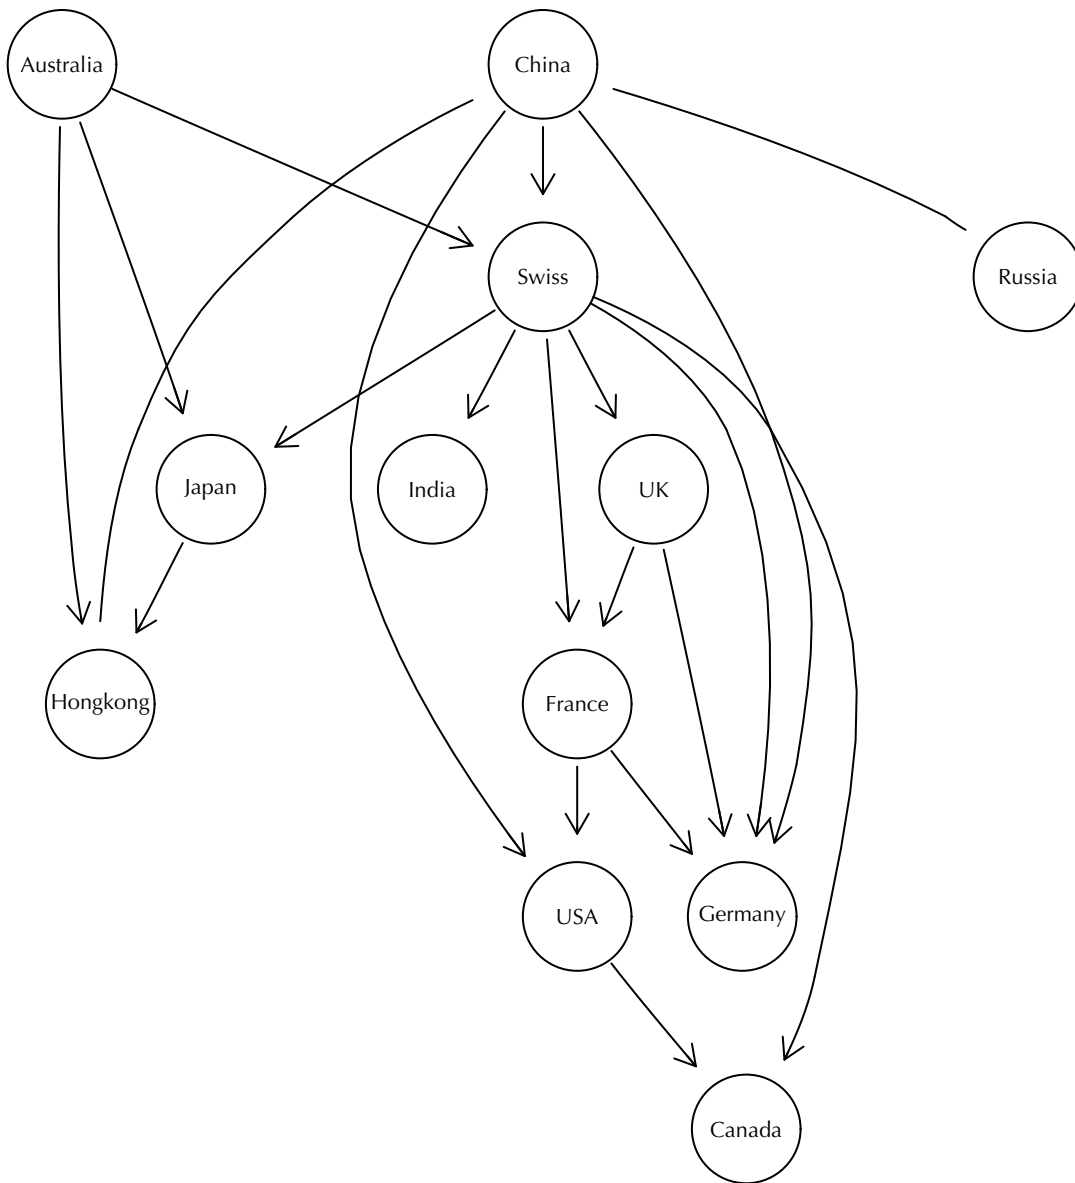 Australia
China
Swiss
Russia
Japan
India
UK
Hongkong
France
USA
Germany
Canada